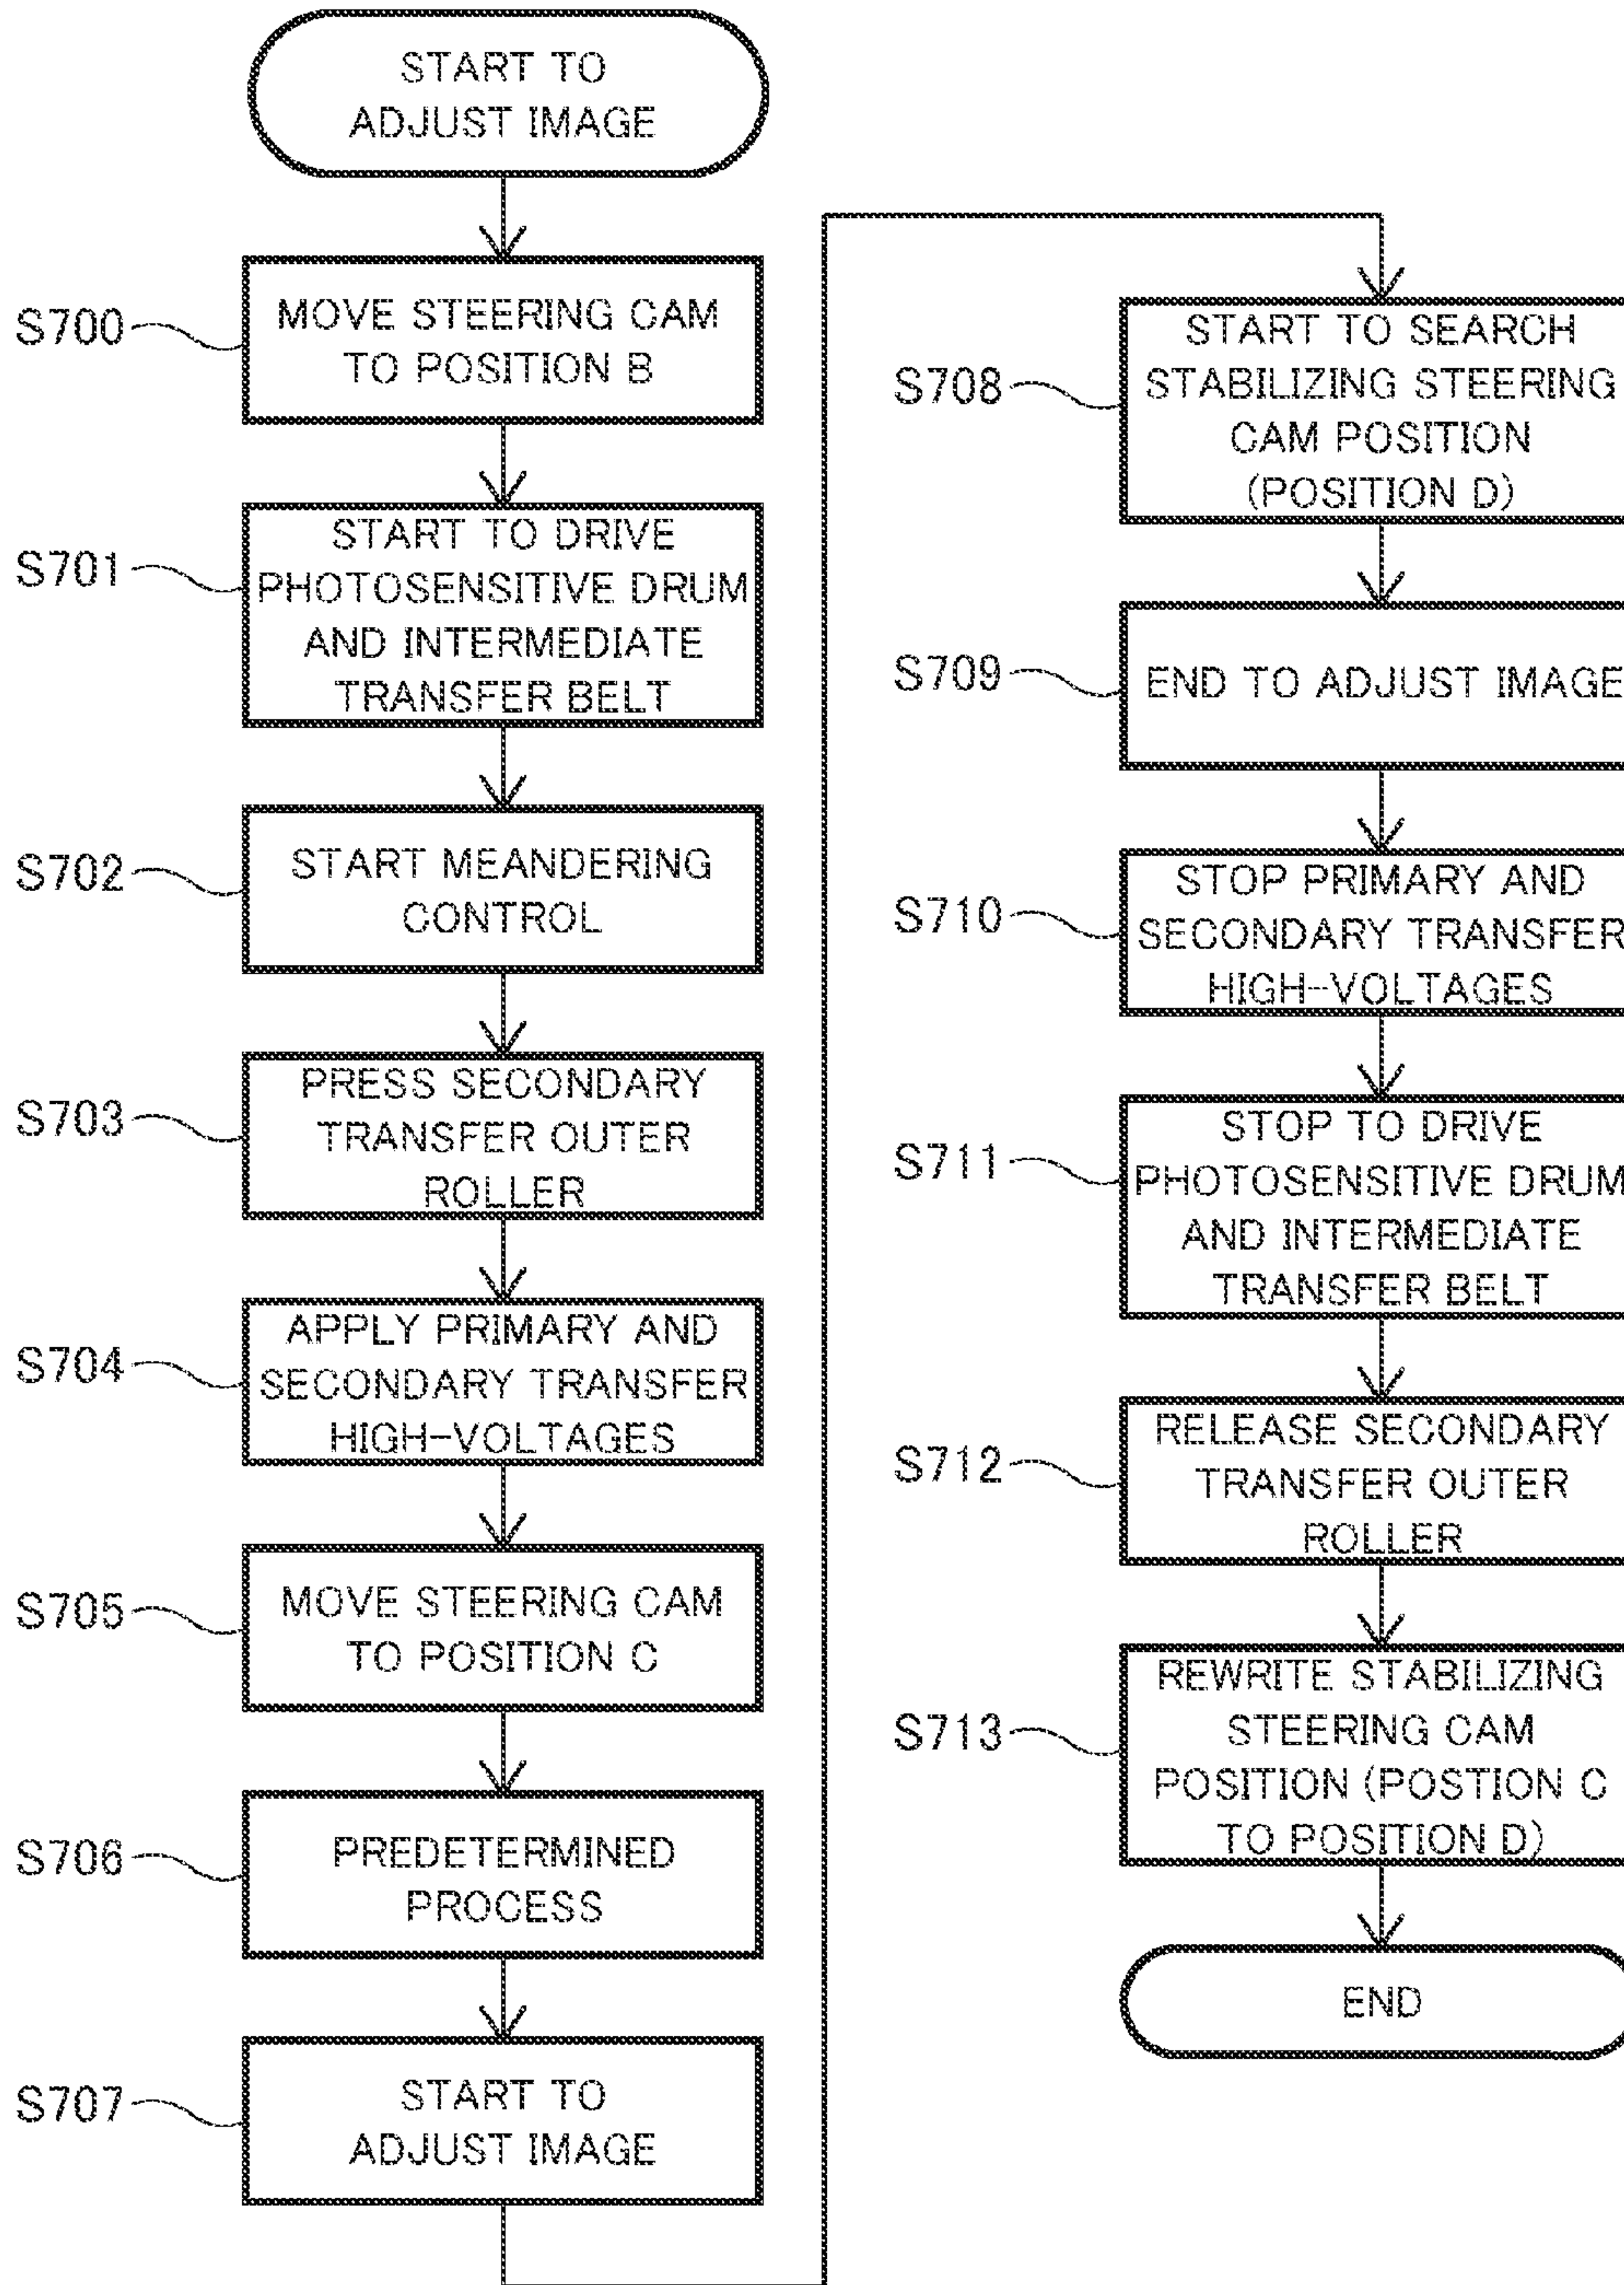 START TO
ADJUST IMAGE
S700
MOVE STEERING CAM
TO POSITION B
S701
START TO DRIVE
PHOTOSENSITIVE DRUM
AND INTERMEDIATE
TRANSFER BELT
S702
START MEANDERING
CONTROL
S703
PRESS SECONDARY
TRANSFER OUTER
ROLLER
S704
APPLY PRIMARY AND
SECONDARY TRANSFER
HIGH-VOLTAGES
S705
MOVE STEERING CAM
TO POSITION C
S706
PREDETERMINED
PROCESS
S707
START TO
ADJUST IMAGE
S708
START TO SEARCH
STABILIZING STEERING
CAM POSITION
(POSITION D)
S709
END TO ADJUST IMAGE
S710
STOP PRIMARY AND
SECONDARY TRANSFER
HIGH-VOLTAGES
S711
STOP TO DRIVE
PHOTOSENSITIVE DRUM
AND INTERMEDIATE
TRANSFER BELT
S712
RELEASE SECONDARY
TRANSFER OUTER
ROLLER
S713
REWRITE STABILIZING
STEERING CAM
POSITION (POSTION C
TO POSITION D)
END